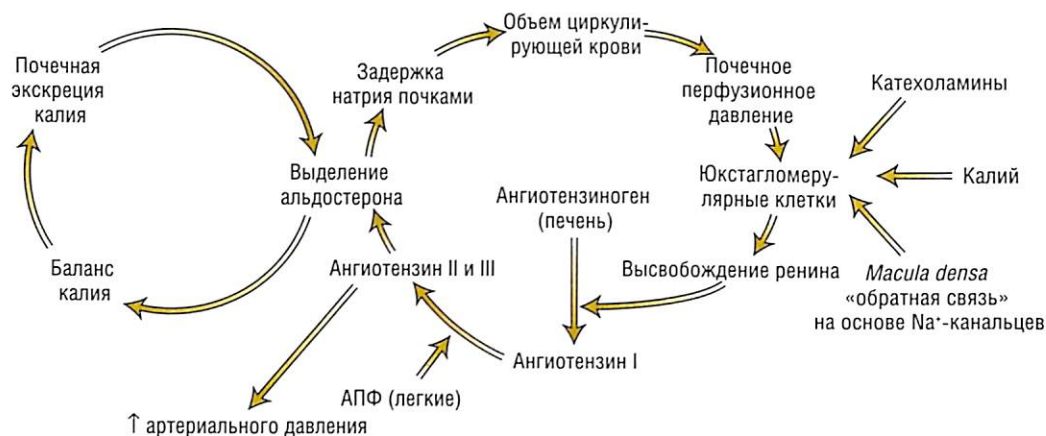 Объем циркули-
рующей крови
Почечная
экскреция
калия
Задержка
натрия почками
Почечное
перфузионное
давление
Катехоламины
Выделение
альдостерона
Ангиотензиноген
(печень)
Юкстагломеру-
лярные клетки
Калий
Баланс
калия
Ангиотензин II и III
Высвобождение ренина
Macula densa
«обратная связь»
на основе Na⁺-канальцев
Ангиотензин I
АПФ (легкие)
↑ артериального давления